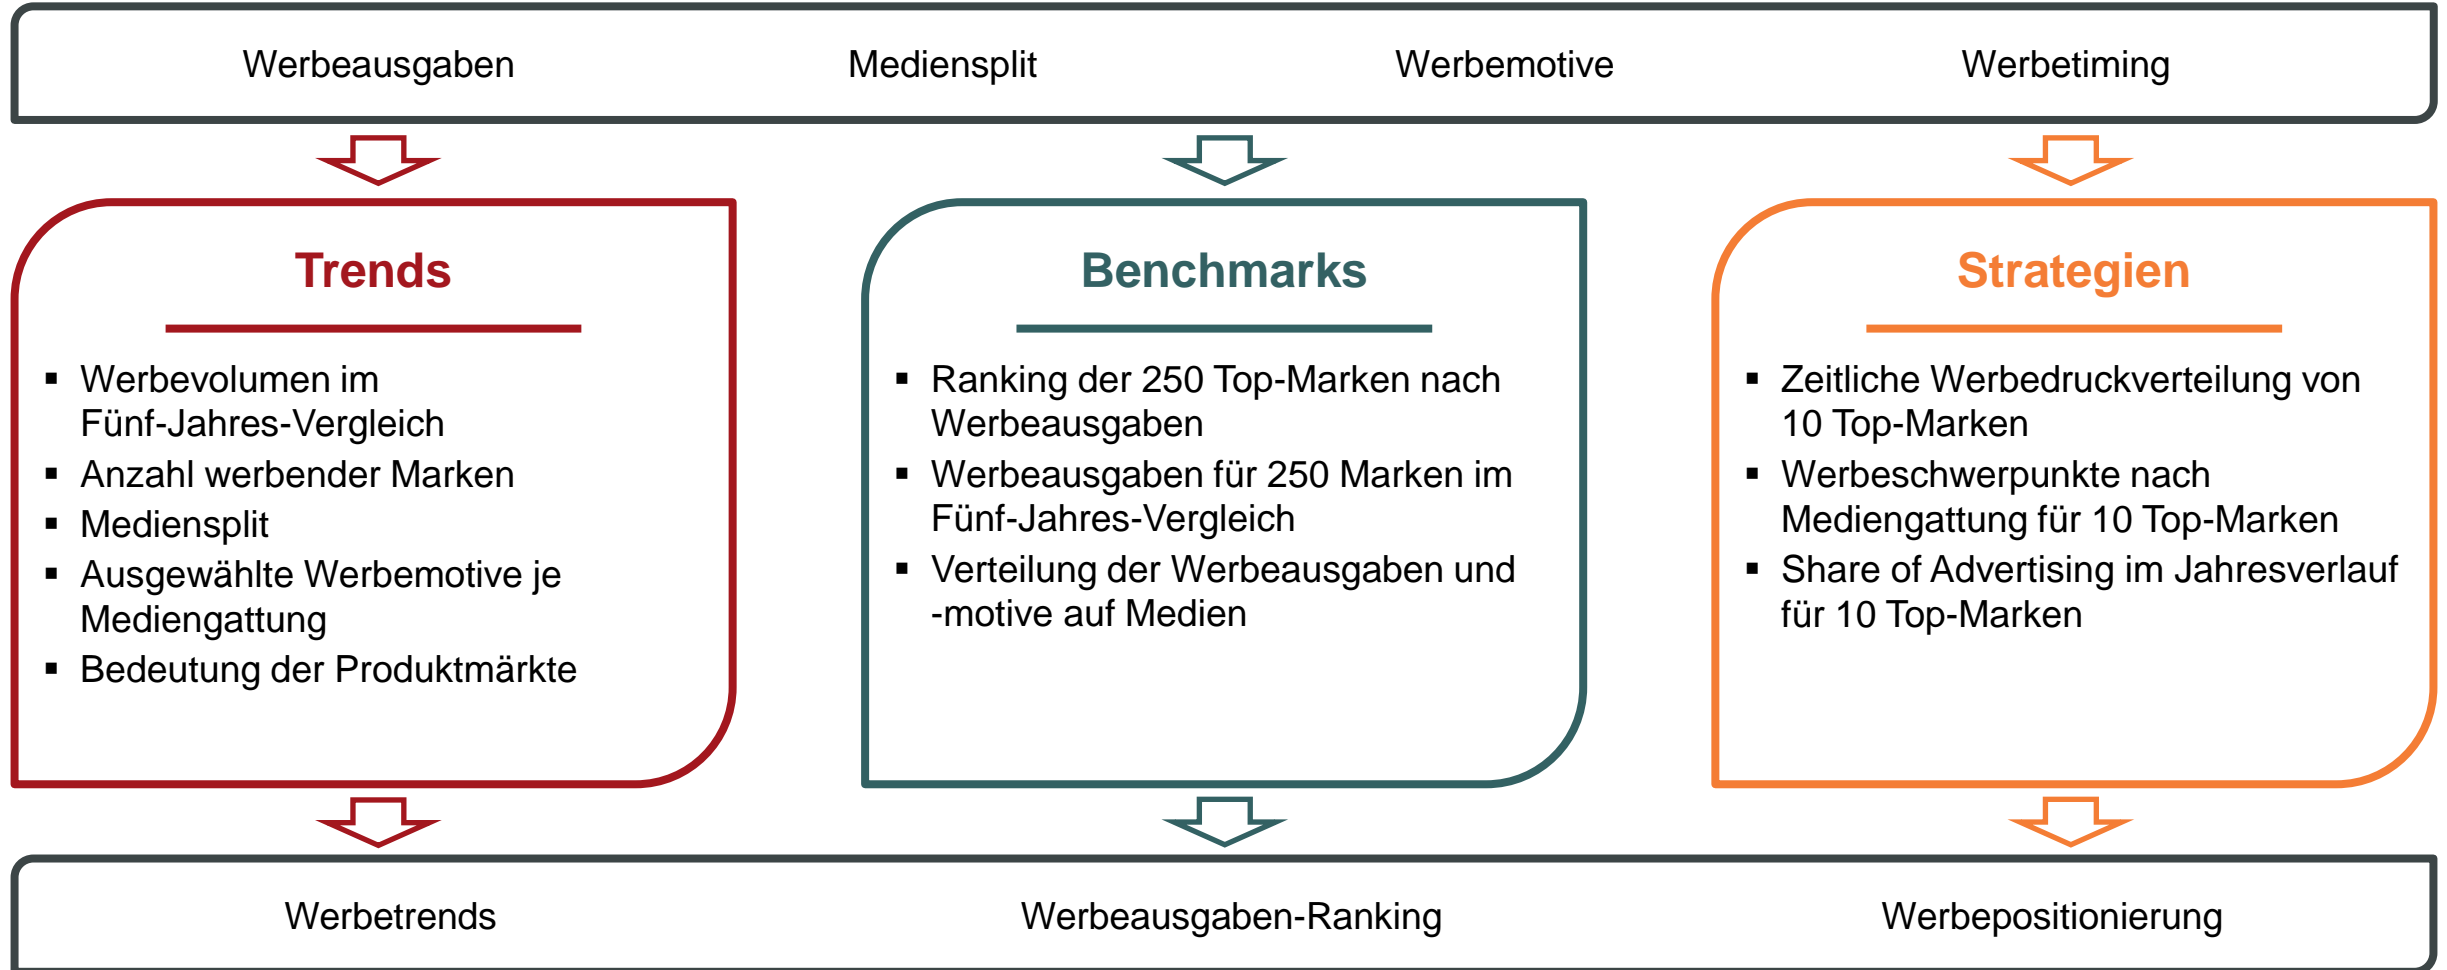 Werbeausgaben
Mediensplit
Werbemotive
Werbetiming
Trends
▪ Werbevolumen im
Fünf-Jahres-Vergleich
▪ Anzahl werbender Marken
▪ Mediensplit
▪ Ausgewählte Werbemotive je
Mediengattung
▪ Bedeutung der Produktmärkte
Benchmarks
▪ Ranking der 250 Top-Marken nach
Werbeausgaben
▪ Werbeausgaben für 250 Marken im
Fünf-Jahres-Vergleich
▪ Verteilung der Werbeausgaben und
-motive auf Medien
Strategien
▪ Zeitliche Werbedruckverteilung von
10 Top-Marken
▪ Werbeschwerpunkte nach
Mediengattung für 10 Top-Marken
▪ Share of Advertising im Jahresverlauf
für 10 Top-Marken
Werbetrends
Werbeausgaben-Ranking
Werbepositionierung